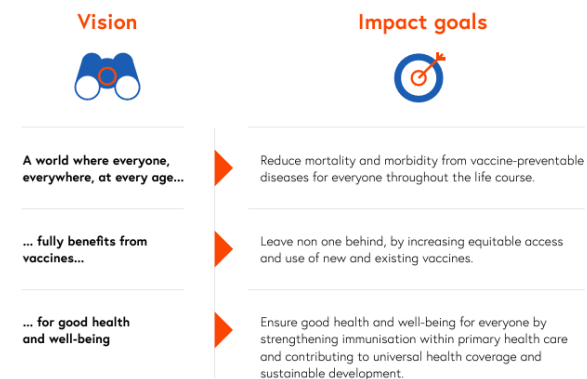 Vision
Impact goals
A world where everyone,
everywhere, at every age...
Reduce mortality and morbidity from vaccine-preventable
diseases for everyone throughout the life course.
... fully benefits from
vaccines...
Leave non one behind, by increasing equitable access
and use of new and existing vaccines.
... for good health
and well-being
Ensure good health and well-being for everyone by
strengthening immunisation within primary health care
and contributing to universal health coverage and
sustainable development.